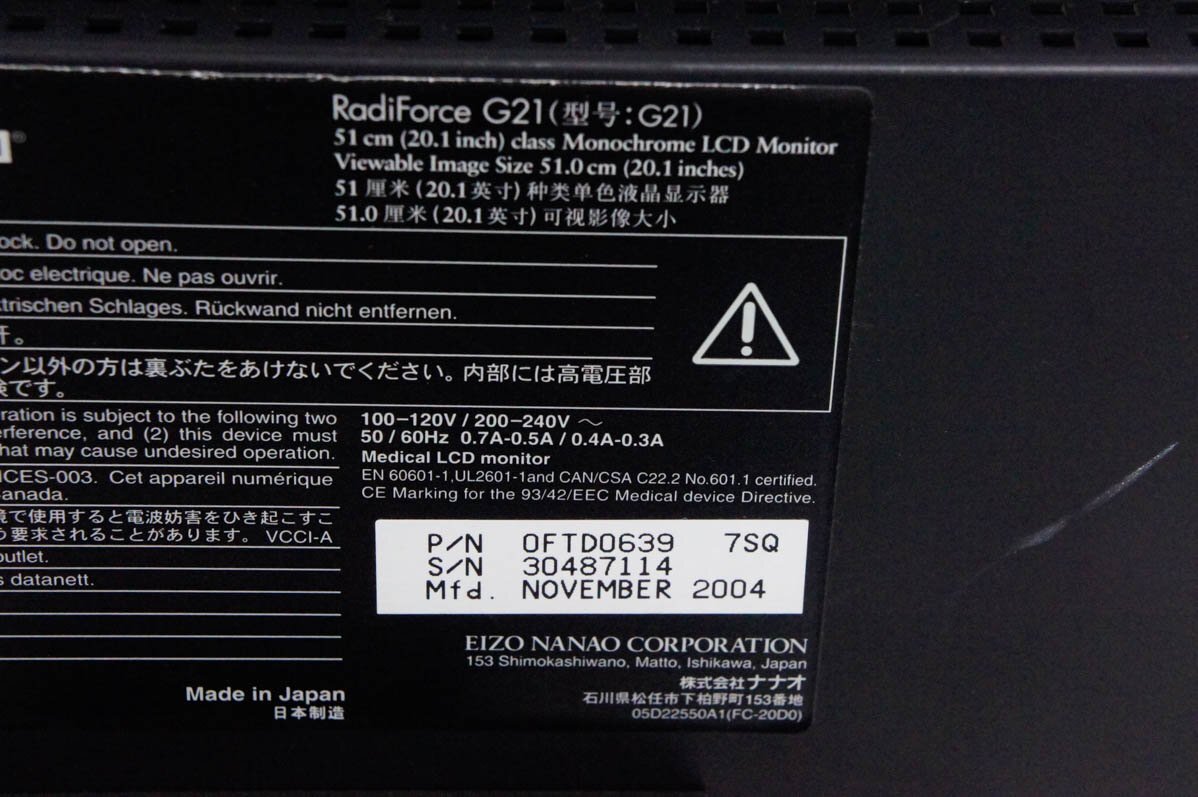 RadiForce G21(型号:G21)
51 cm (20.1 inch) class Monochrome LCD Monitor
Viewable Image Size 51.0 cm (20.1 inches)
51 厘米 (20.1英寸) 种类单色液晶显示器
51.0 厘米 (20.1英寸) 可视影像大小
ock. Do not open.
oc electrique. Ne pas ouvrir.
ktrischen Schlages. Rückwand nicht entfernen.
开。
ン以外の方は裏ぶたをあけないでください。内部には高電圧部
険です。
ration is subject to the following two
erference, and (2) this device must
hat may cause undesired operation.
ICES-003. Cet appareil numérique
Canada.
境で使用すると電波妨害をひき起こすこ
う要求されることがあります。 VCCI-A
outlet.
s datanett.
100–120V / 200–240V ～
50 / 60Hz 0.7A-0.5A / 0.4A-0.3A
Medical LCD monitor
EN 60601-1,UL2601-1and CAN/CSA C22.2 No.601.1 certified.
CE Marking for the 93/42/EEC Medical device Directive.
P/N 0FTD0639 7SQ
S/N 30487114
Mfd. NOVEMBER 2004
EIZO NANAO CORPORATION
153 Shimokashiwano, Matto, Ishikawa, Japan
株式会社ナナオ
石川県松任市下柏野町153番地
05D22550A1(FC-20D0)
Made in Japan
日本制造